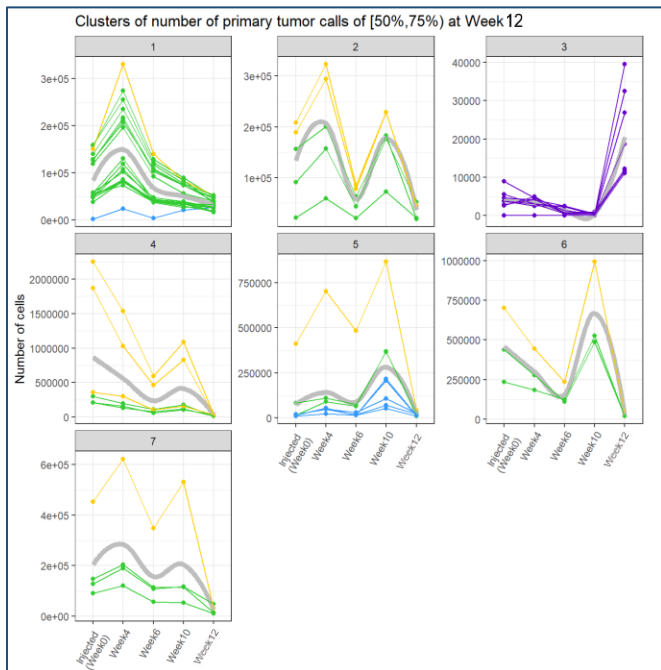 Clusters of number of primary tumor calls of [50%,75%) at Week12
1
2
3
3e+05
2e+05
1e+05
0e+00
3e+05
2e+05
1e+05
0e+00
40000
30000
20000
10000
0
4
5
6
Number of cells
2000000
1500000
1000000
500000
0
750000
500000
250000
0
1000000
750000
500000
250000
0
7
6e+05
4e+05
2e+05
0e+00
Injected
(Week0)
Week4
Week6
Week10
Week12
Injected
(Week0)
Week4
Week6
Week10
Week12
Injected
(Week0)
Week4
Week6
Week10
Week12